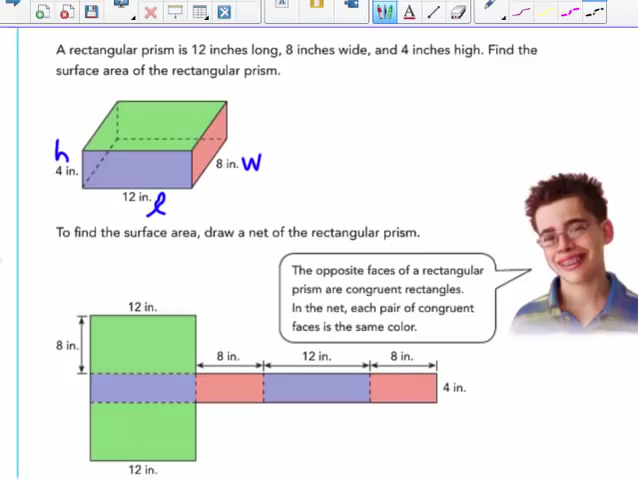 A rectangular prism is 12 inches long, 8 inches wide, and 4 inches high. Find the
surface area of the rectangular prism.
h
4 in.
8 in. W
12 in. l
To find the surface area, draw a net of the rectangular prism.
The opposite faces of a rectangular
prism are congruent rectangles.
In the net, each pair of congruent
faces is the same color.
12 in.
8 in.
8 in. 12 in. 8 in.
4 in.
12 in.